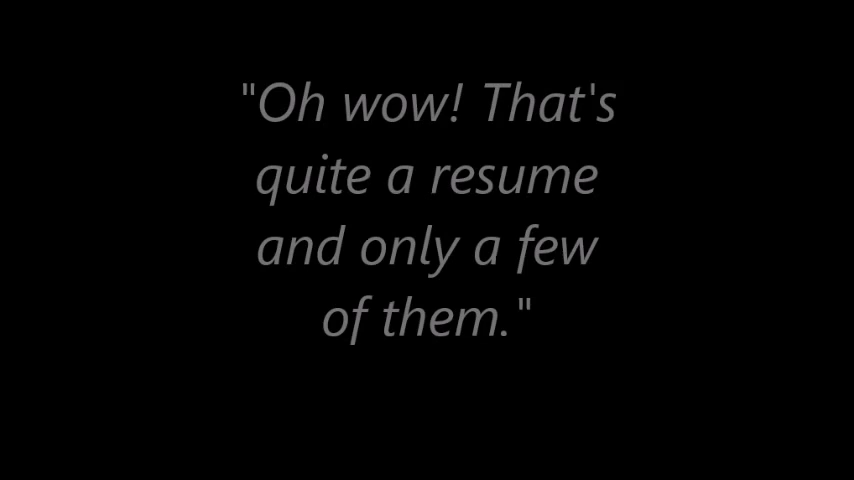 "Oh wow! That's
quite a resume
and only a few
of them."